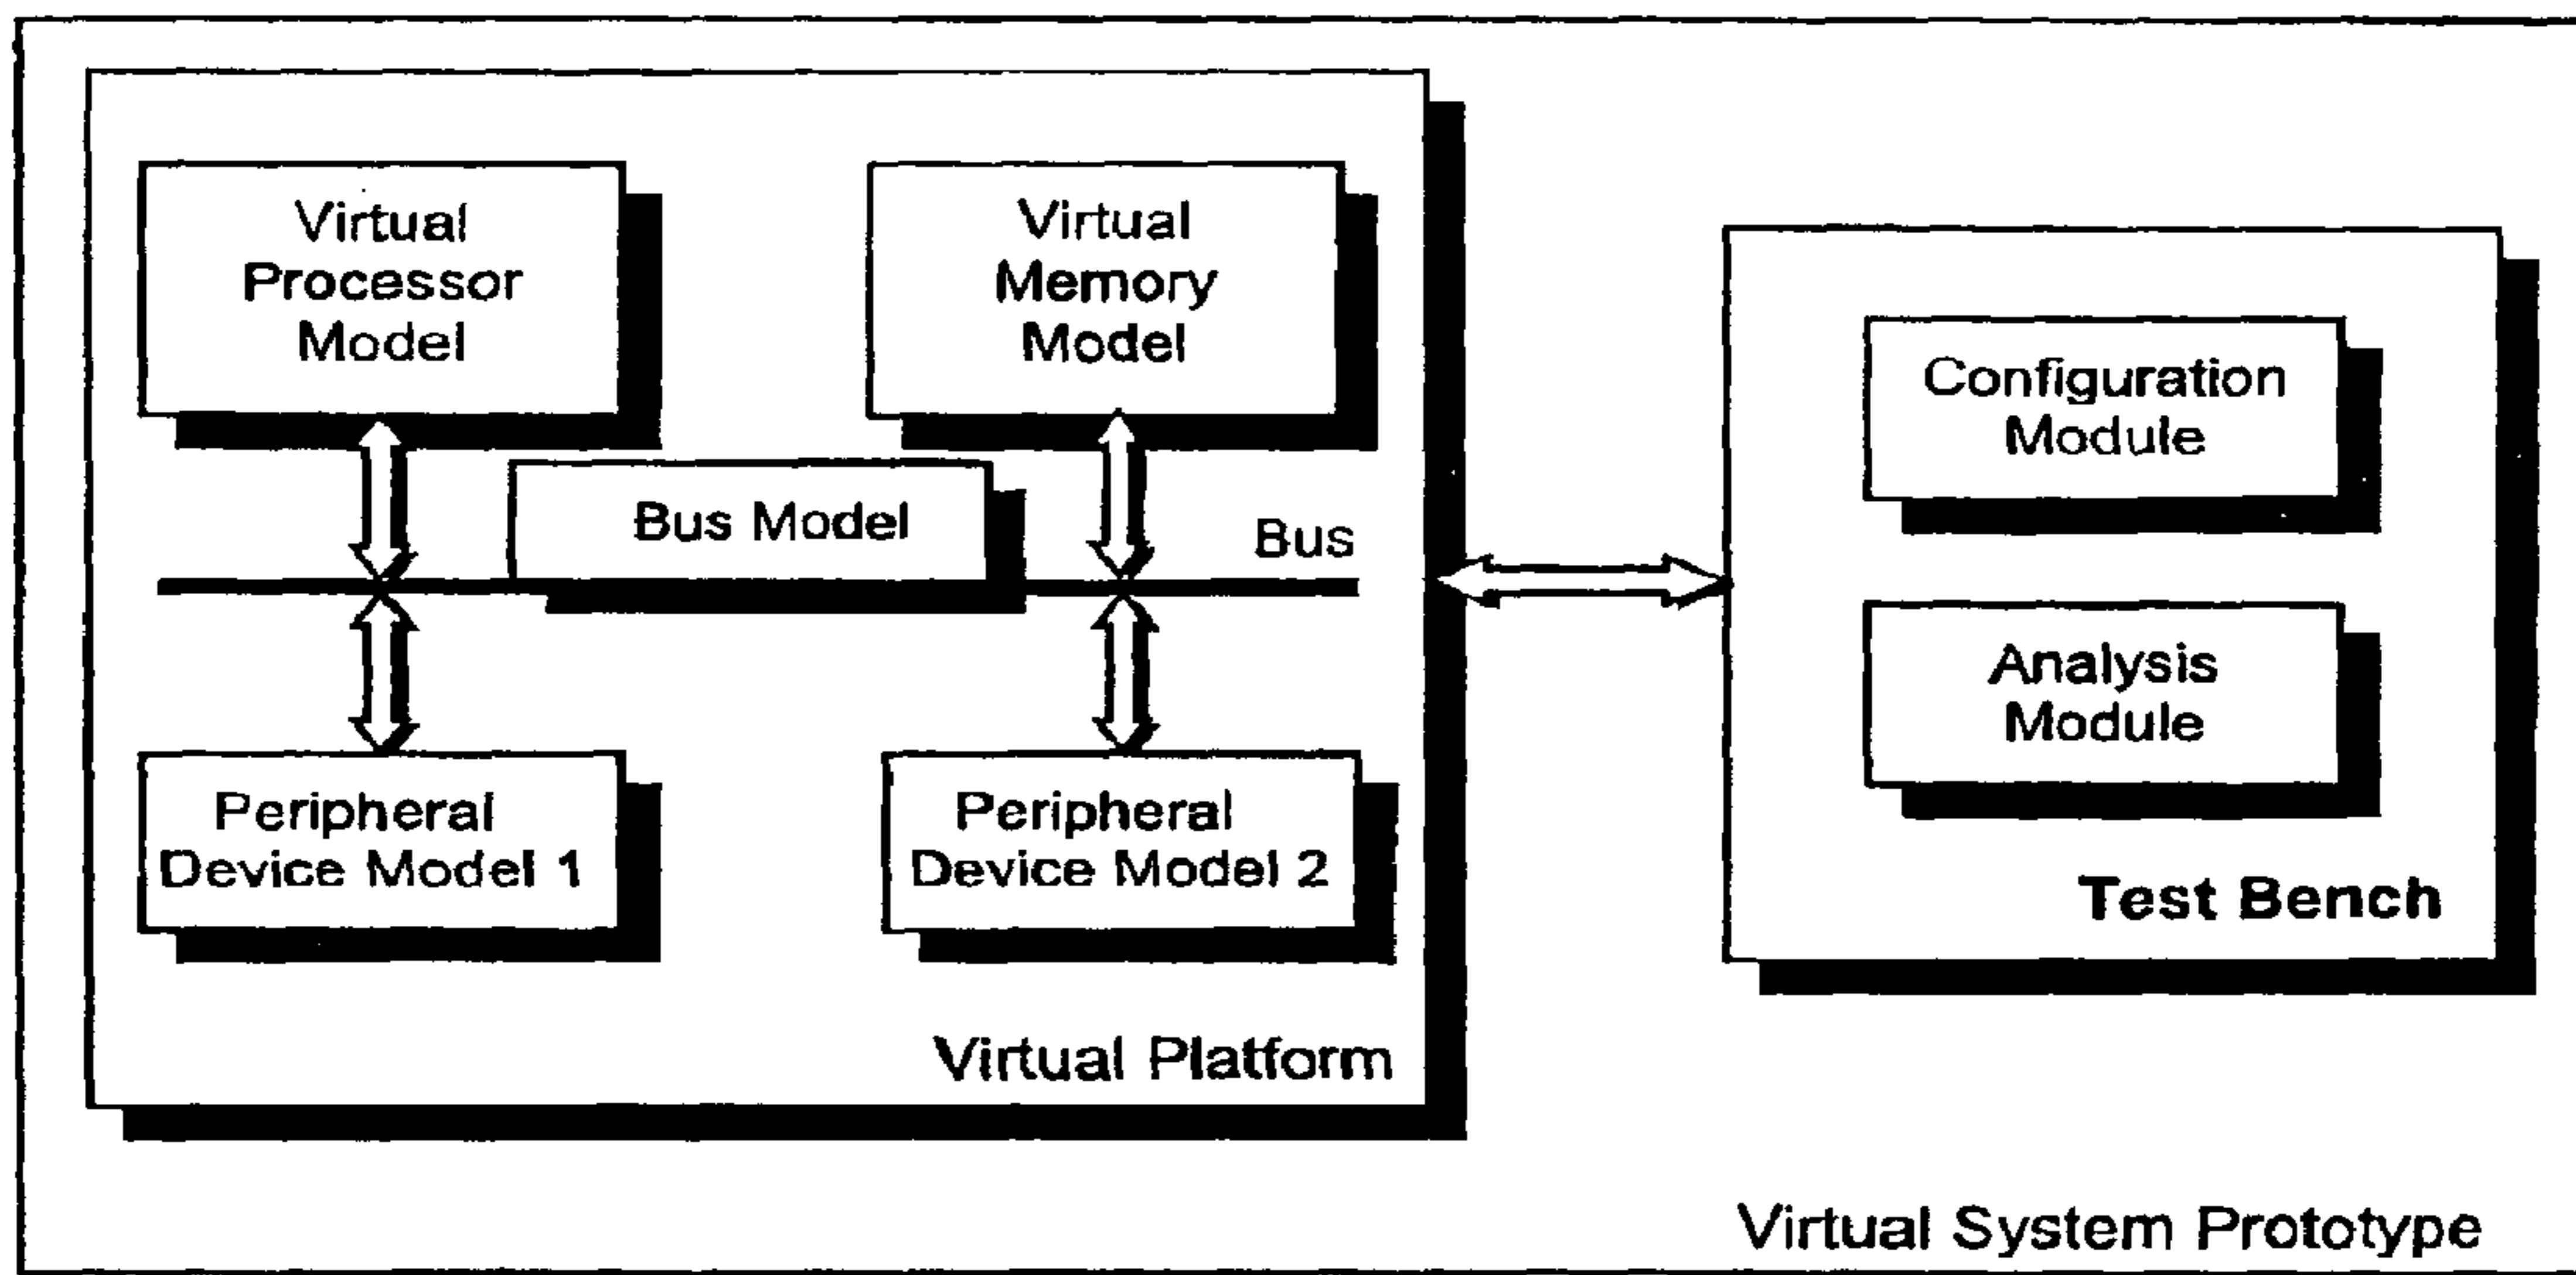 Virtual
Processor
Model
Virtual
Memory
Model
Bus Model
Bus
Peripheral
Device Model 1
Peripheral
Device Model 2
Virtual Platform
Configuration
Module
Analysis
Module
Test Bench
Virtual System Prototype